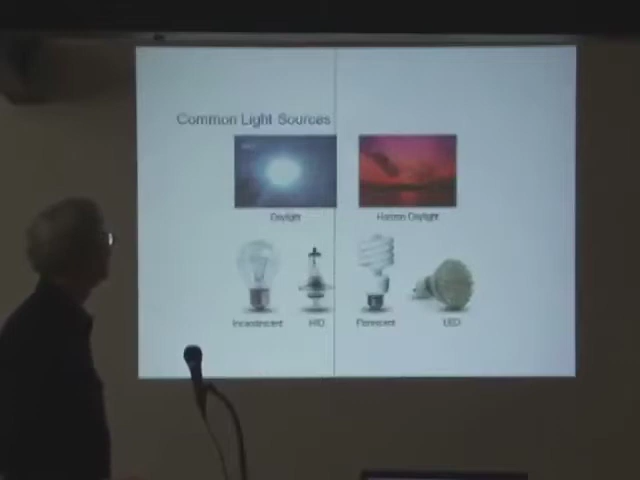 Common Light Sources
Daylight
Horizon Daylight
Incandescent
HID
Florescent
LED